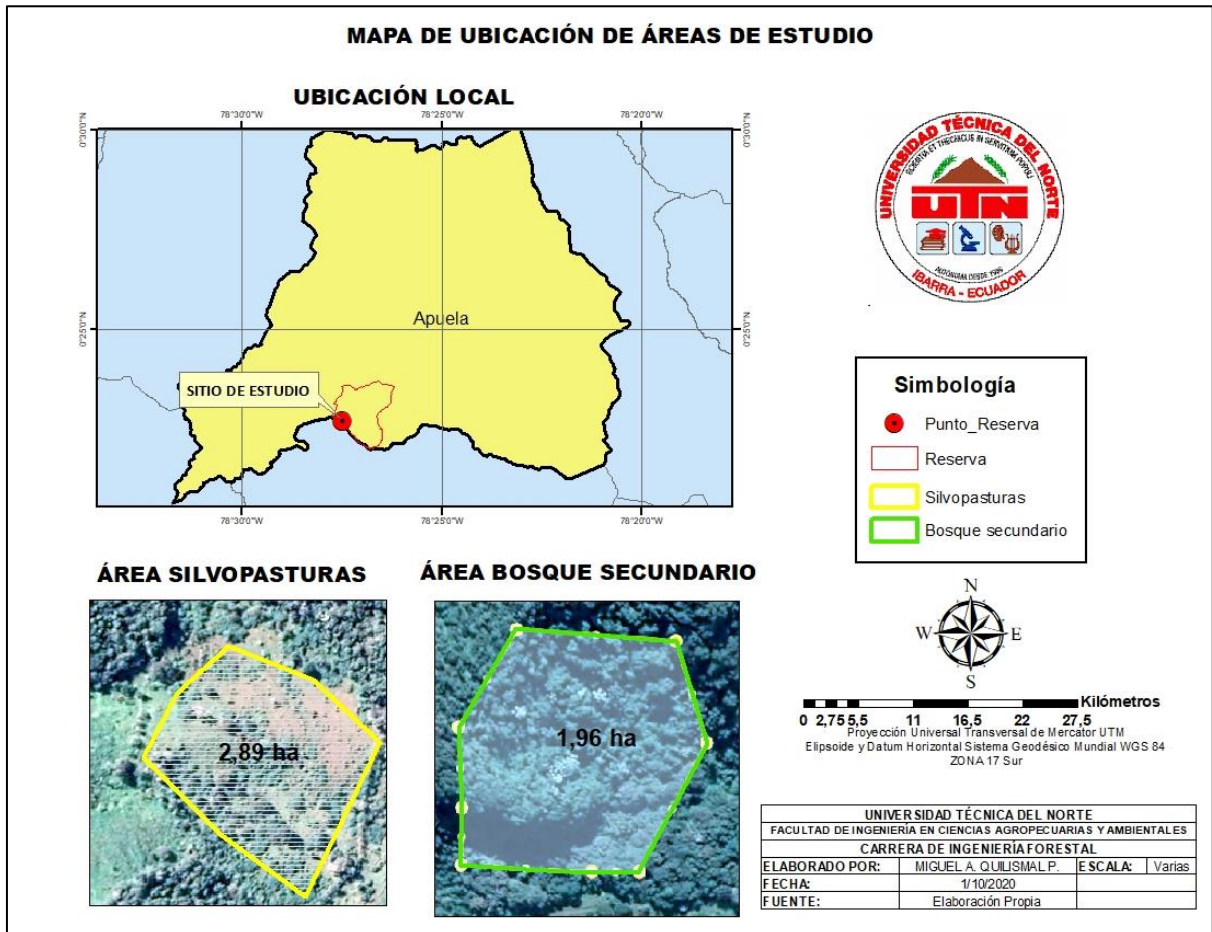 MAPA DE UBICACIÓN DE ÁREAS DE ESTUDIO
UBICACIÓN LOCAL
78°30'0"W 78°25'0"W 78°20'0"W
0°30'0"N 0°30'0"N
0°25'0"N 0°25'0"N
Apuela
SITIO DE ESTUDIO
78°30'0"W 78°25'0"W 78°20'0"W
UNIVERSIDAD TÉCNICA DEL NORTE
UTN
IBARRA - ECUADOR
Simbología
Punto_Reserva
Reserva
Silvopasturas
Bosque secundario
ÁREA SILVOPASTURAS
2,89 ha
ÁREA BOSQUE SECUNDARIO
1,96 ha
N
W E
S
Kilómetros
0 2,75 5,5 11 16,5 22 27,5
Proyección Universal Transversal de Mercator UTM
Elipsoide y Datum Horizontal Sistema Geodésico Mundial WGS 84
ZONA 17 Sur
UNIVERSIDAD TÉCNICA DEL NORTE
FACULTAD DE INGENIERÍA EN CIENCIAS AGROPECUARIAS Y AMBIENTALES
CARRERA DE INGENIERÍA FORESTAL
ELABORADO POR: MIGUEL A. QUILISMAL P. ESCALA: Varias
FECHA: 1/10/2020
FUENTE: Elaboración Propia